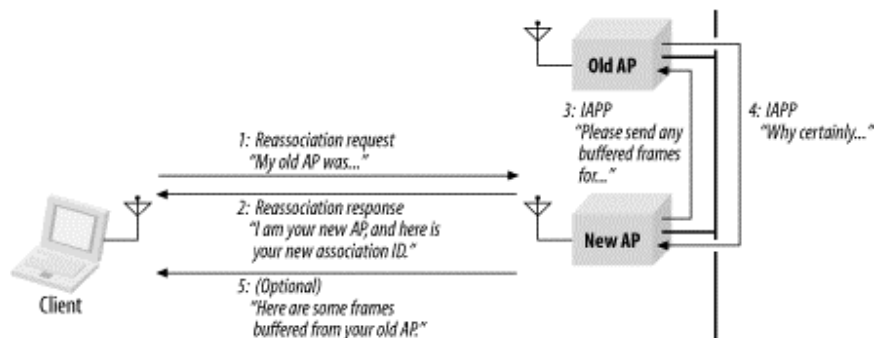 Old AP
3: IAPP
"Please send any
buffered frames
for..."
4: IAPP
"Why certainly..."
1: Reassociation request
"My old AP was..."
2: Reassociation response
"I am your new AP, and here is
your new association ID."
New AP
5: (Optional)
"Here are some frames
buffered from your old AP."
Client